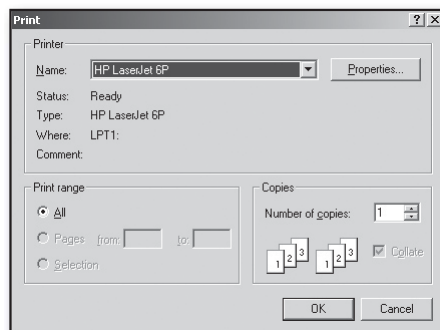 Print
Printer
Name: HP LaserJet 6P Properties...
Status: Ready
Type: HP LaserJet 6P
Where: LPT1:
Comment:
Print range
All
Pages from: to:
Selection
Copies
Number of copies: 1
1 2 3 1 2 3
Collate
OK Cancel